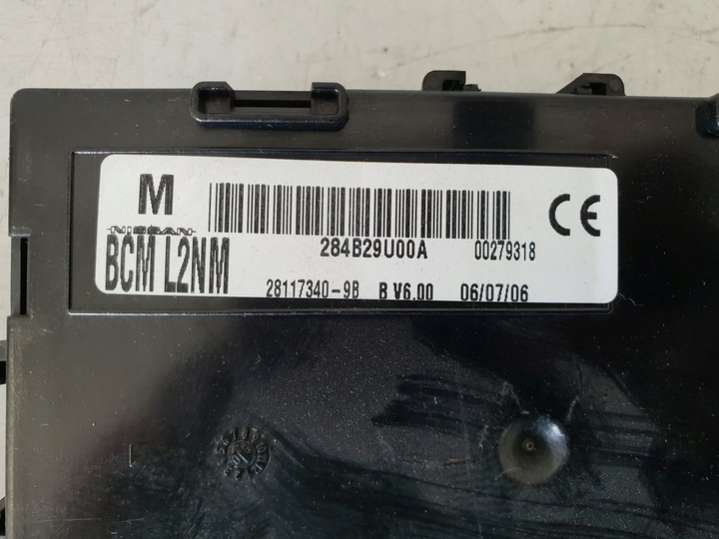 M
NISSAN
BCM L2NM
284B29U00A 00279318
28117340-9B B V6.00 06/07/06
CE